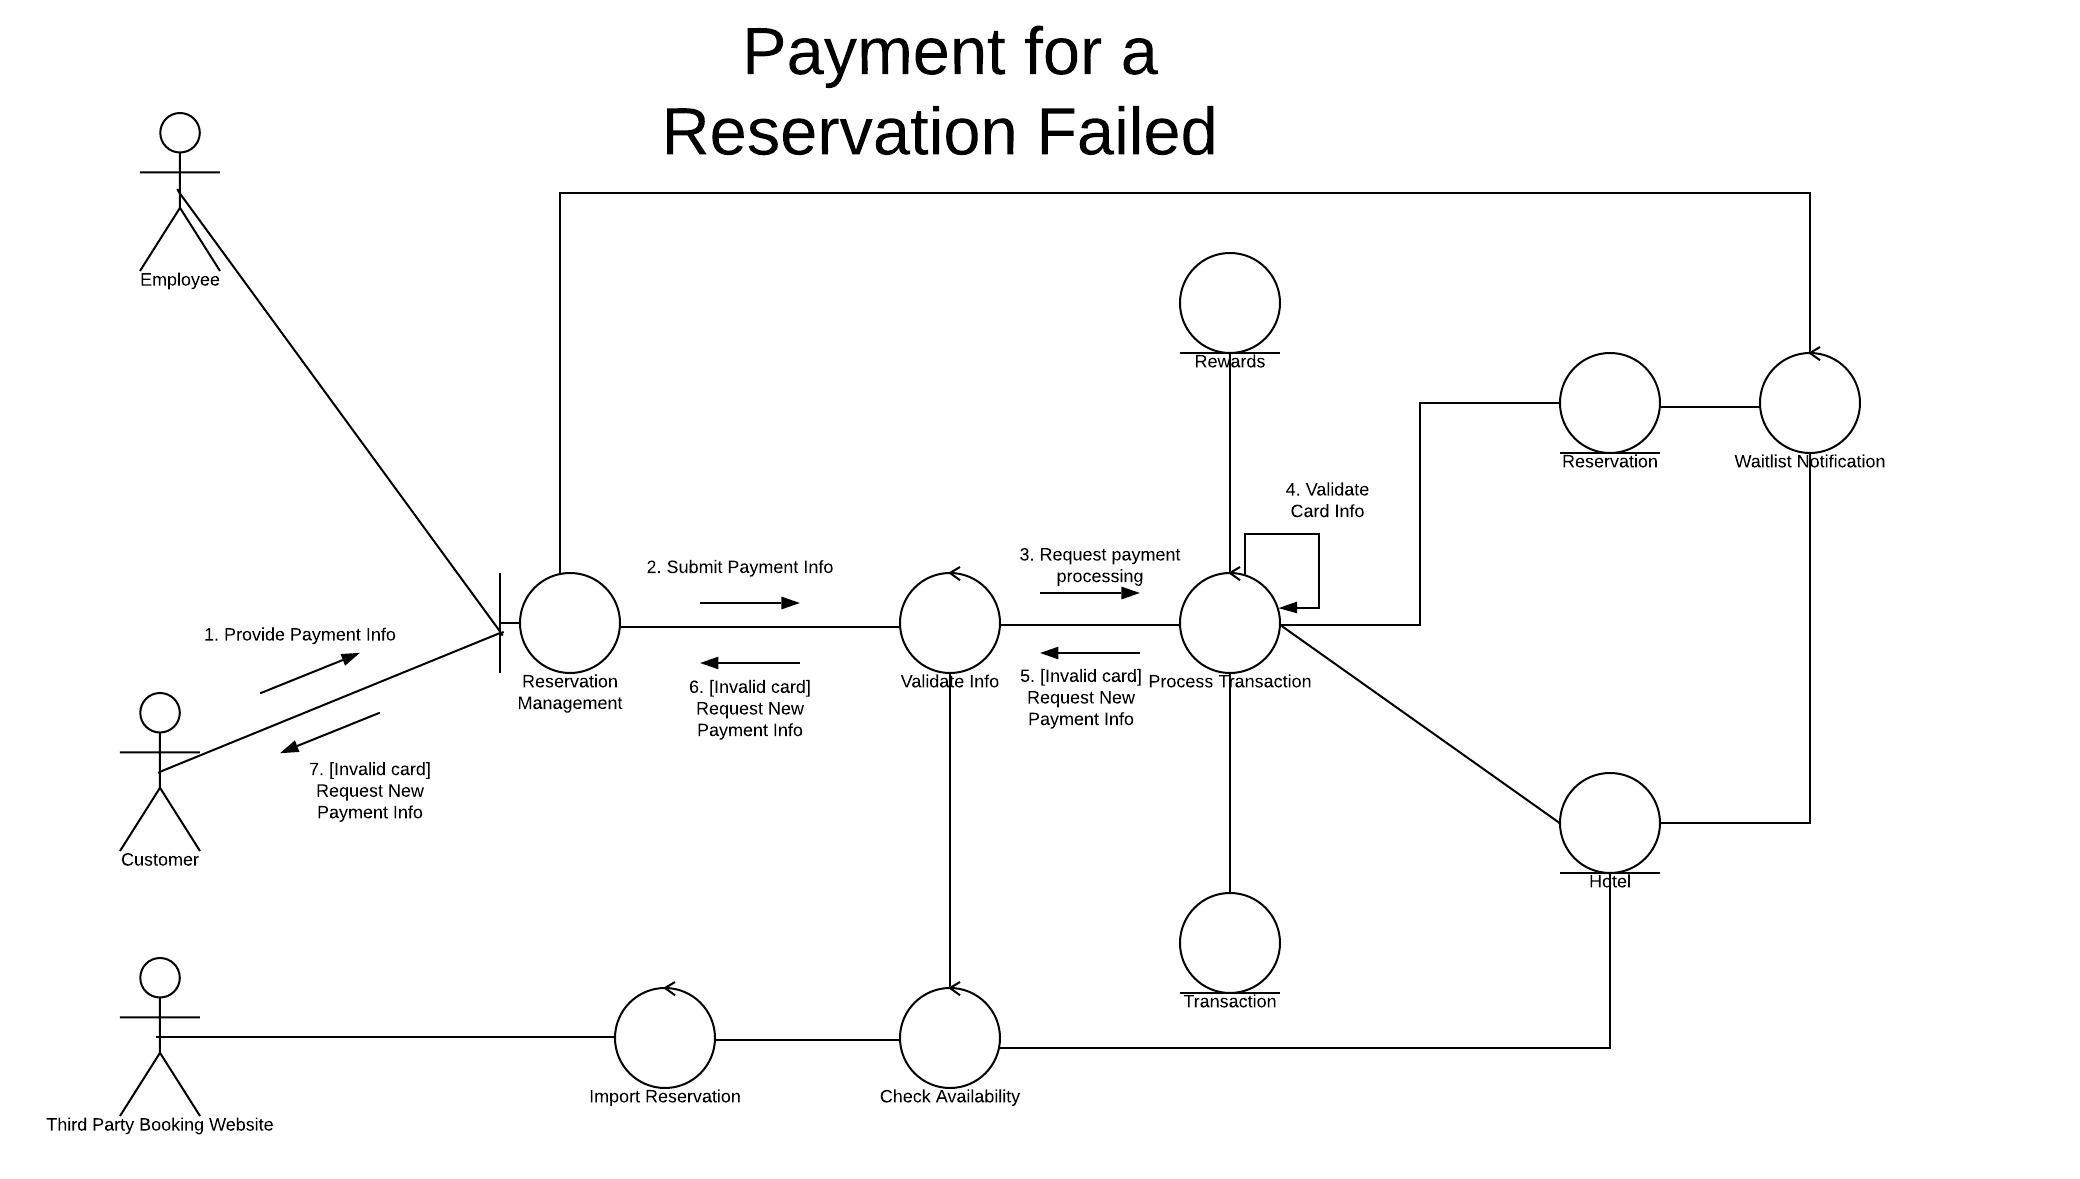 Payment for a
Reservation Failed
Employee
Rewards
Reservation
Waitlist Notification
4. Validate
Card Info
3. Request payment
processing
2. Submit Payment Info
1. Provide Payment Info
Reservation
Management
Validate Info
Process Transaction
5. [Invalid card]
Request New
Payment Info
6. [Invalid card]
Request New
Payment Info
7. [Invalid card]
Request New
Payment Info
Customer
Hotel
Transaction
Import Reservation
Check Availability
Third Party Booking Website